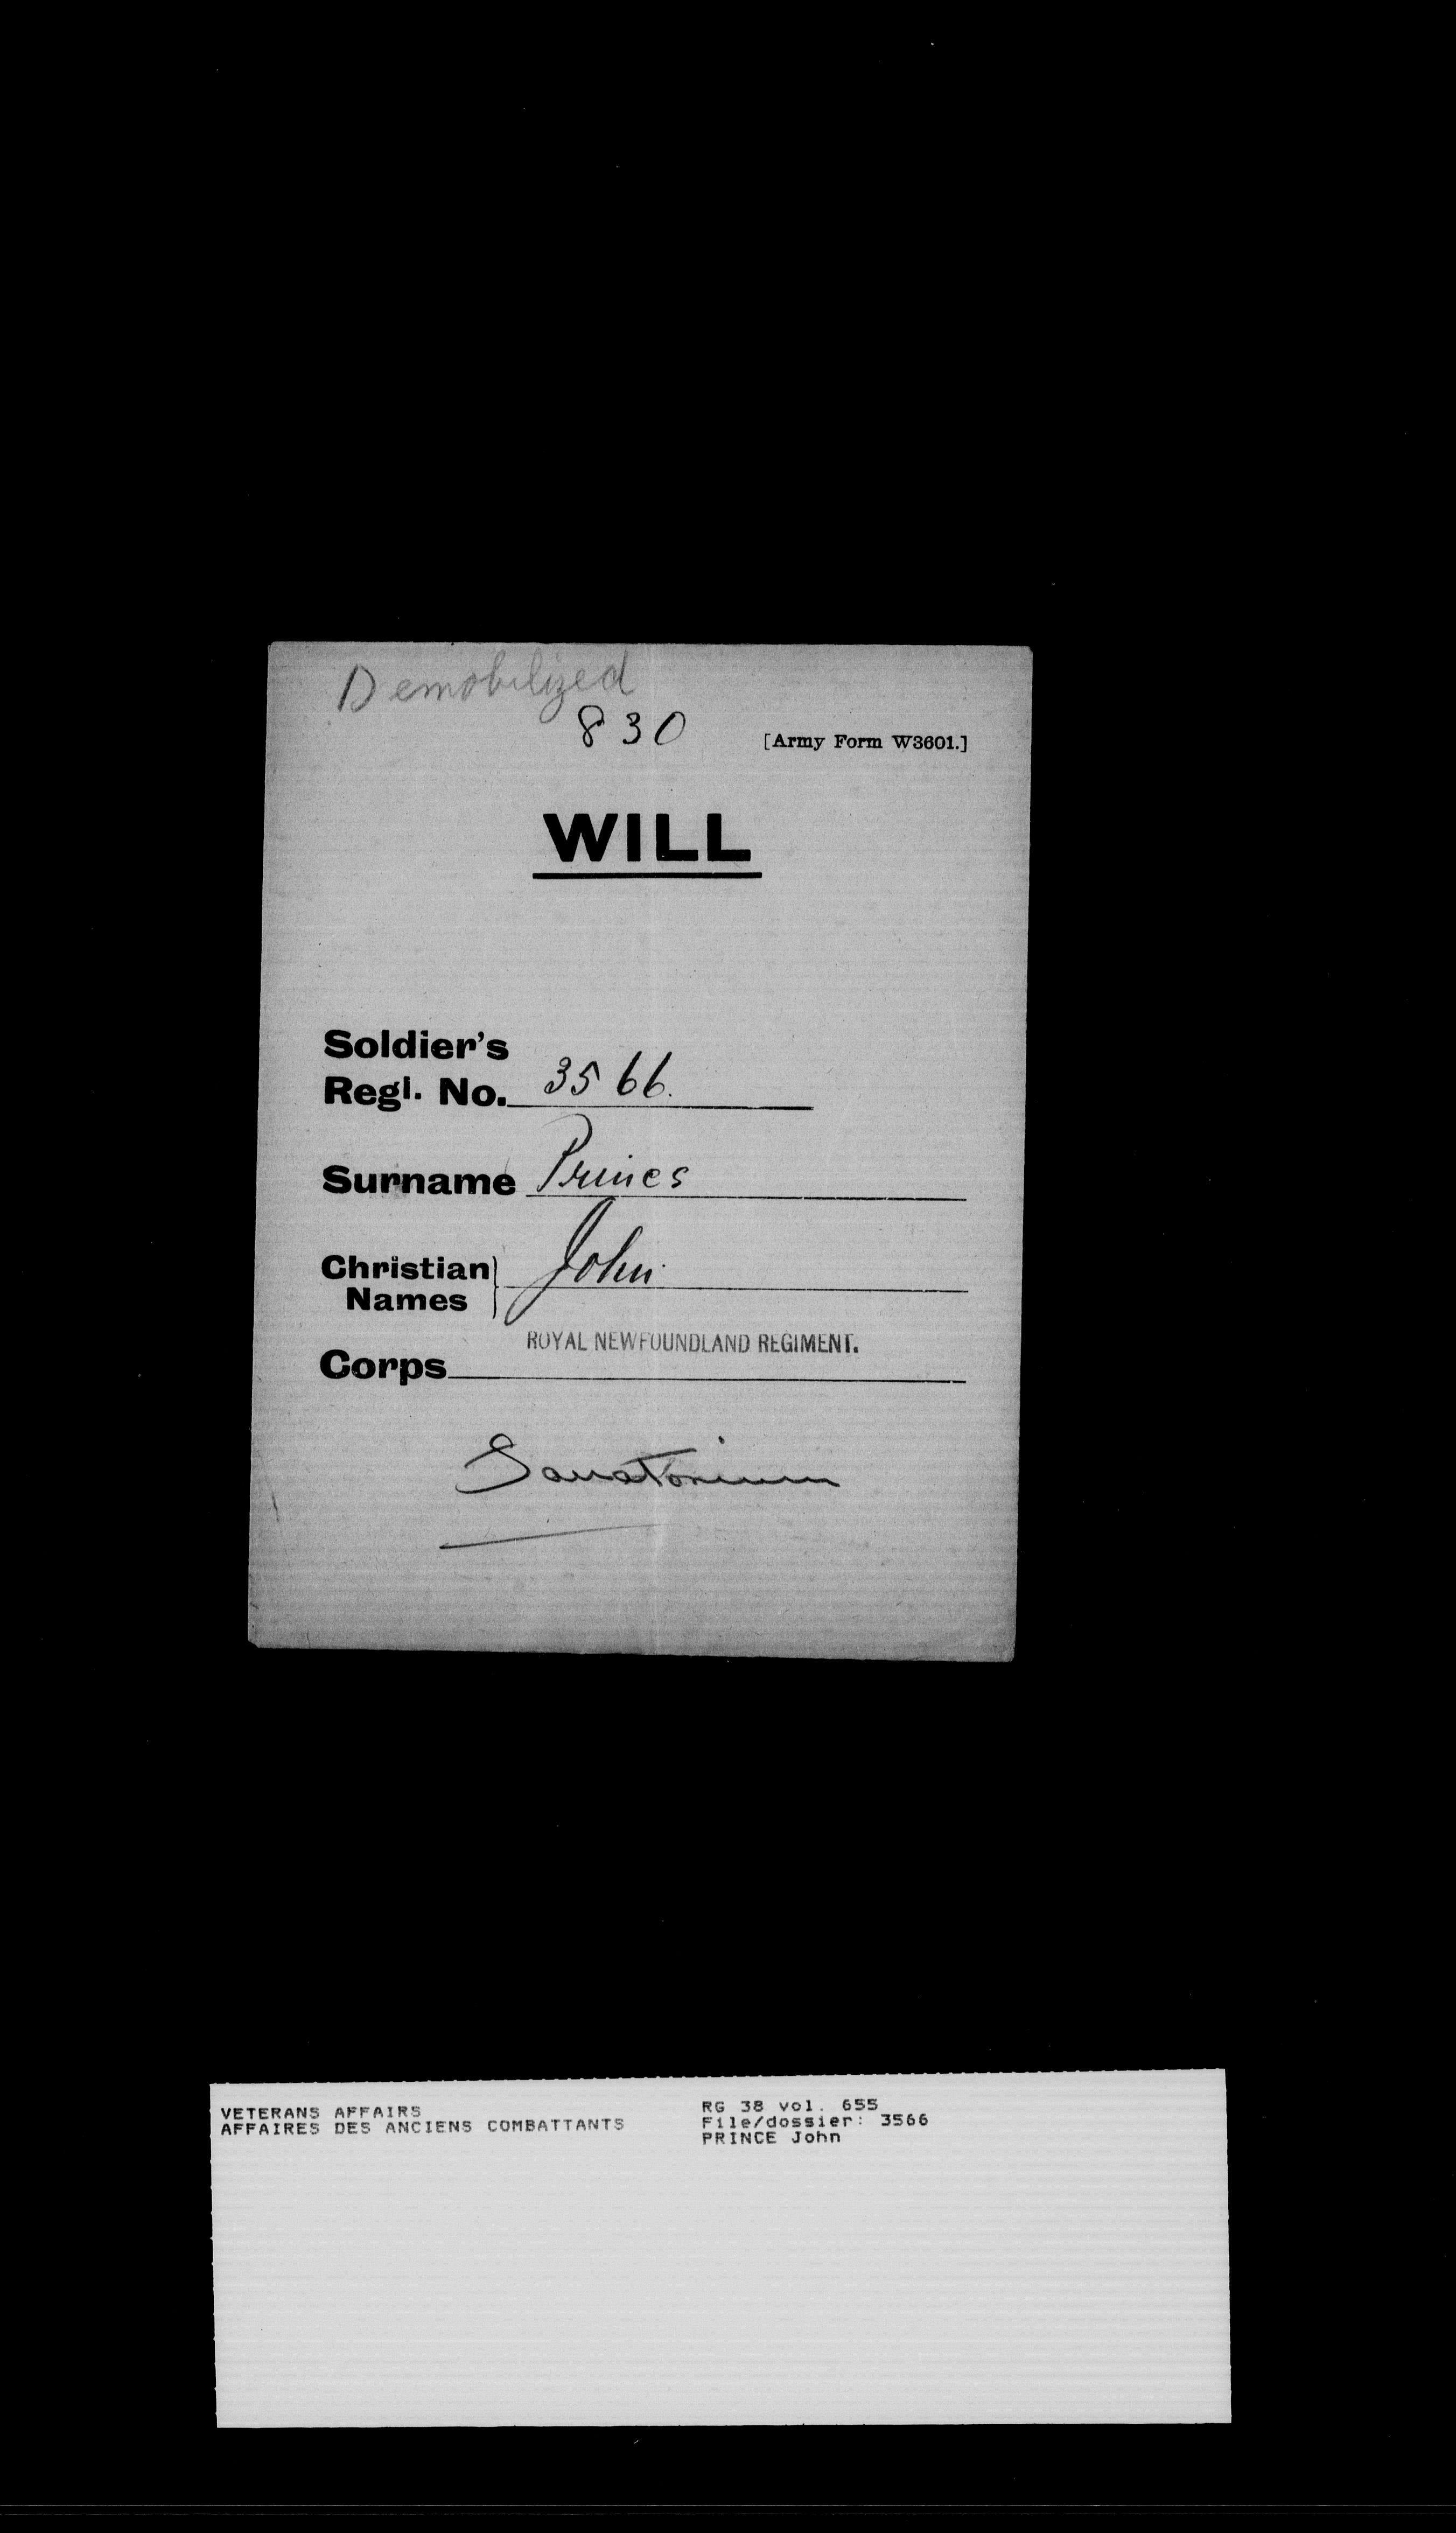 Demobilized
830
[Army Form W3601.]
WILL
Soldier's
Regl. No. 3566.
Surname Princs
Christian
Names John
ROYAL NEWFOUNDLAND REGIMENT.
Corps
Sanatorium
VETERANS AFFAIRS
AFFAIRES DES ANCIENS COMBATTANTS
RG 38 vol. 655
File/dossier: 3566
PRINCE John